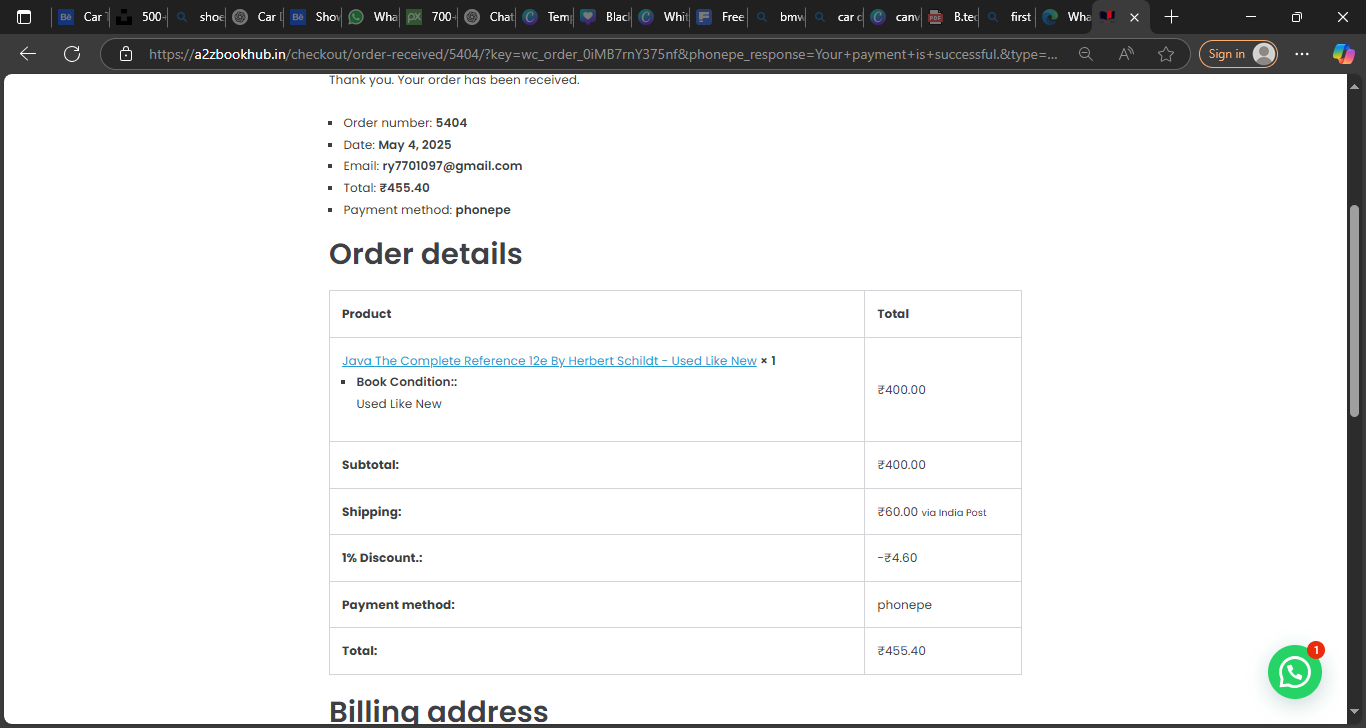 Car T
500+
shoe
Car I
Show
Wha
700+
Chat
Temp
Black
Whit
Free
bmw
car d
canv
B.tec
first
Wha
https://a2zbookhub.in/checkout/order-received/5404/?key=wc_order_0iMB7rnY375nf&phonepe_response=Your+payment+is+successful.&type=...
Sign in
Thank you. Your order has been received.
Order number: 5404
Date: May 4, 2025
Email: ry7701097@gmail.com
Total: ₹455.40
Payment method: phonepe
Order details
Product Total
Java The Complete Reference 12e By Herbert Schildt - Used Like New × 1
Book Condition::
Used Like New
₹400.00
Subtotal: ₹400.00
Shipping: ₹60.00 via India Post
1% Discount.: -₹4.60
Payment method: phonepe
Total: ₹455.40
1
Billing address